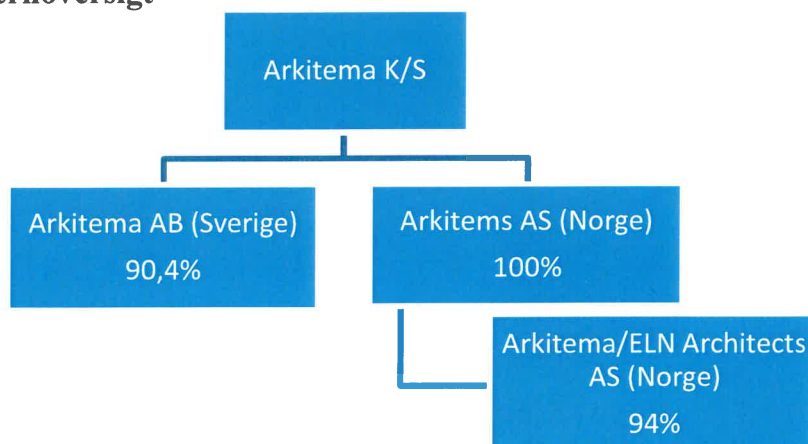 Arkitema K/S
Arkitema AB (Sverige)
90,4%
Arkitems AS (Norge)
100%
Arkitema/ELN Architects
AS (Norge)
94%